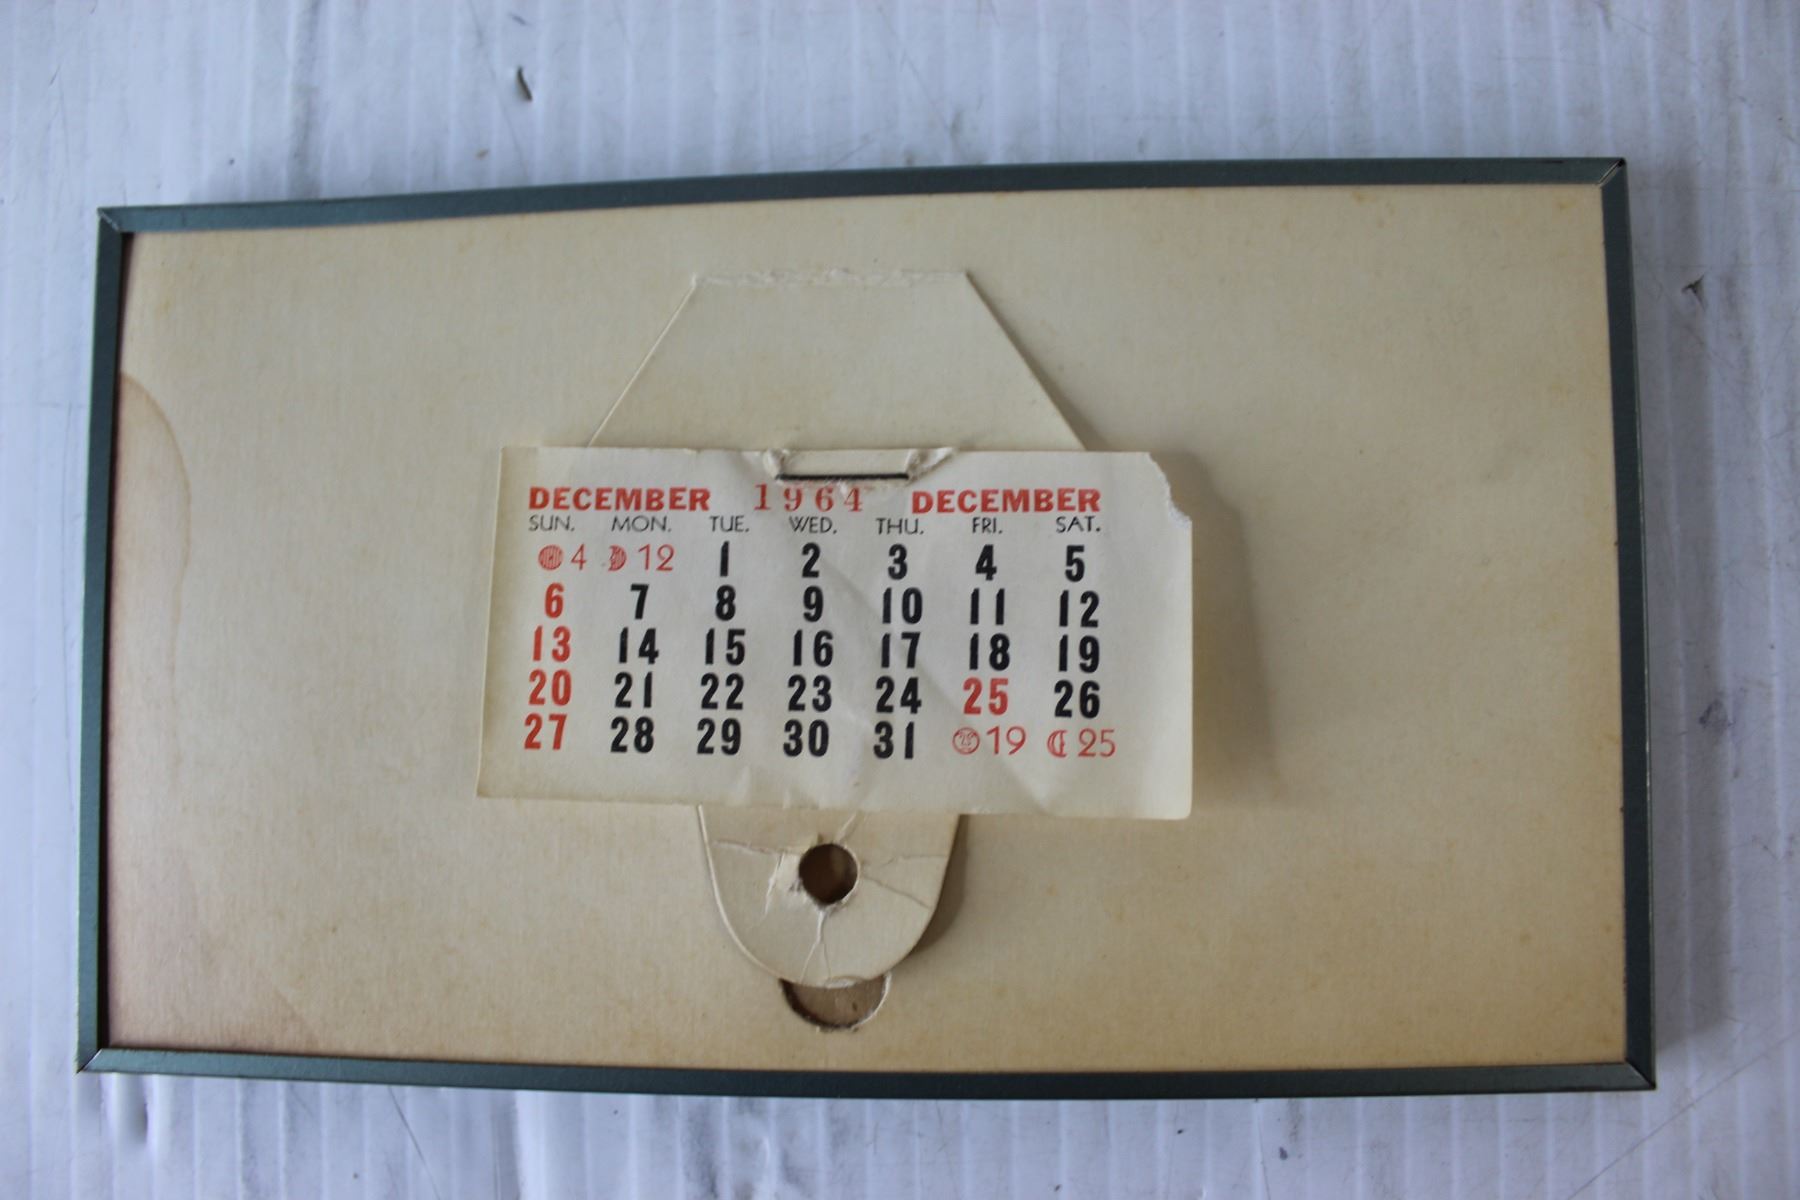 DECEMBER 1964 DECEMBER
SUN. MON. TUE. WED. THU. FRI. SAT.
4 12 1 2 3 4 5
6 7 8 9 10 11 12
13 14 15 16 17 18 19
20 21 22 23 24 25 26
27 28 29 30 31 19 25